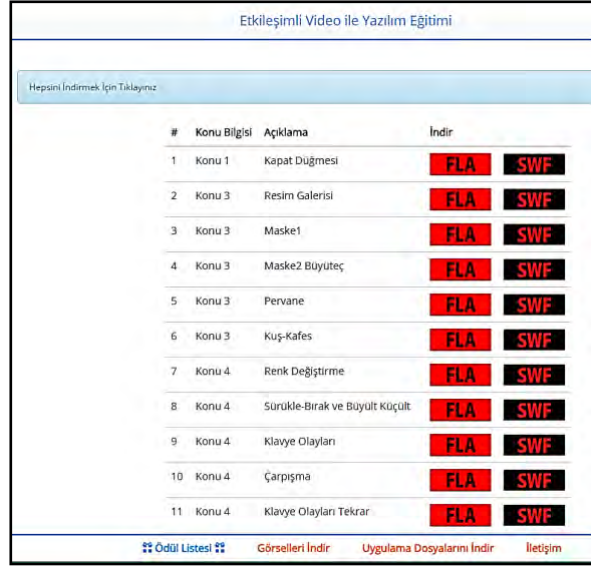 Etkileşimli Video ile Yazılım Eğitimi
Hepsini İndirmek İçin Tıklayınız
# Konu Bilgisi Açıklama İndir
1 Konu 1 Kapat Düğmesi FLA SWF
2 Konu 3 Resim Galerisi FLA SWF
3 Konu 3 Maske1 FLA SWF
4 Konu 3 Maske2 Büyüteç FLA SWF
5 Konu 3 Pervane FLA SWF
6 Konu 3 Kuş-Kafes FLA SWF
7 Konu 4 Renk Değiştirme FLA SWF
8 Konu 4 Sürükle-Bırak ve Büyült Küçült FLA SWF
9 Konu 4 Klavye Olayları FLA SWF
10 Konu 4 Çarpışma FLA SWF
11 Konu 4 Klavye Olayları Tekrar FLA SWF
Ödül Listesi Görselleri İndir Uygulama Dosyalarını İndir İletişim